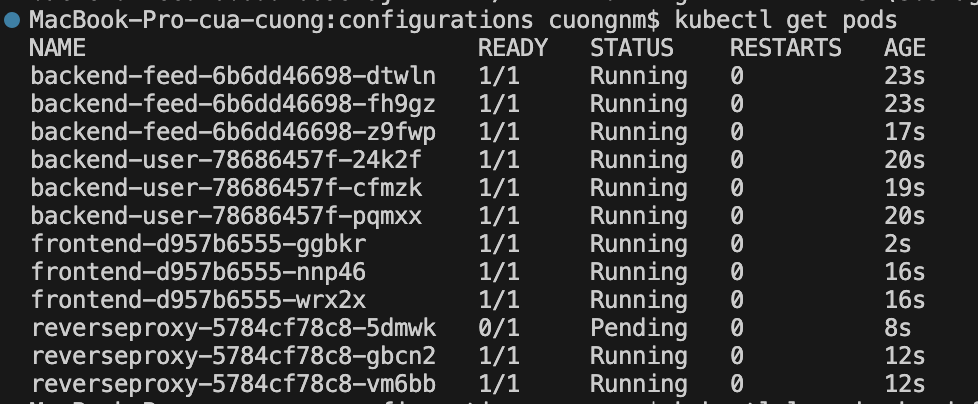 MacBook-Pro-cua-cuong:configurations cuongnm$ kubectl get pods
NAME READY STATUS RESTARTS AGE
backend-feed-6b6dd46698-dtwln 1/1 Running 0 23s
backend-feed-6b6dd46698-fh9gz 1/1 Running 0 23s
backend-feed-6b6dd46698-z9fwp 1/1 Running 0 17s
backend-user-78686457f-24k2f 1/1 Running 0 20s
backend-user-78686457f-cfmzk 1/1 Running 0 19s
backend-user-78686457f-pqmxx 1/1 Running 0 20s
frontend-d957b6555-ggbkr 1/1 Running 0 2s
frontend-d957b6555-nnp46 1/1 Running 0 16s
frontend-d957b6555-wrx2x 1/1 Running 0 16s
reverseproxy-5784cf78c8-5dmwk 0/1 Pending 0 8s
reverseproxy-5784cf78c8-gbcn2 1/1 Running 0 12s
reverseproxy-5784cf78c8-vm6bb 1/1 Running 0 12s